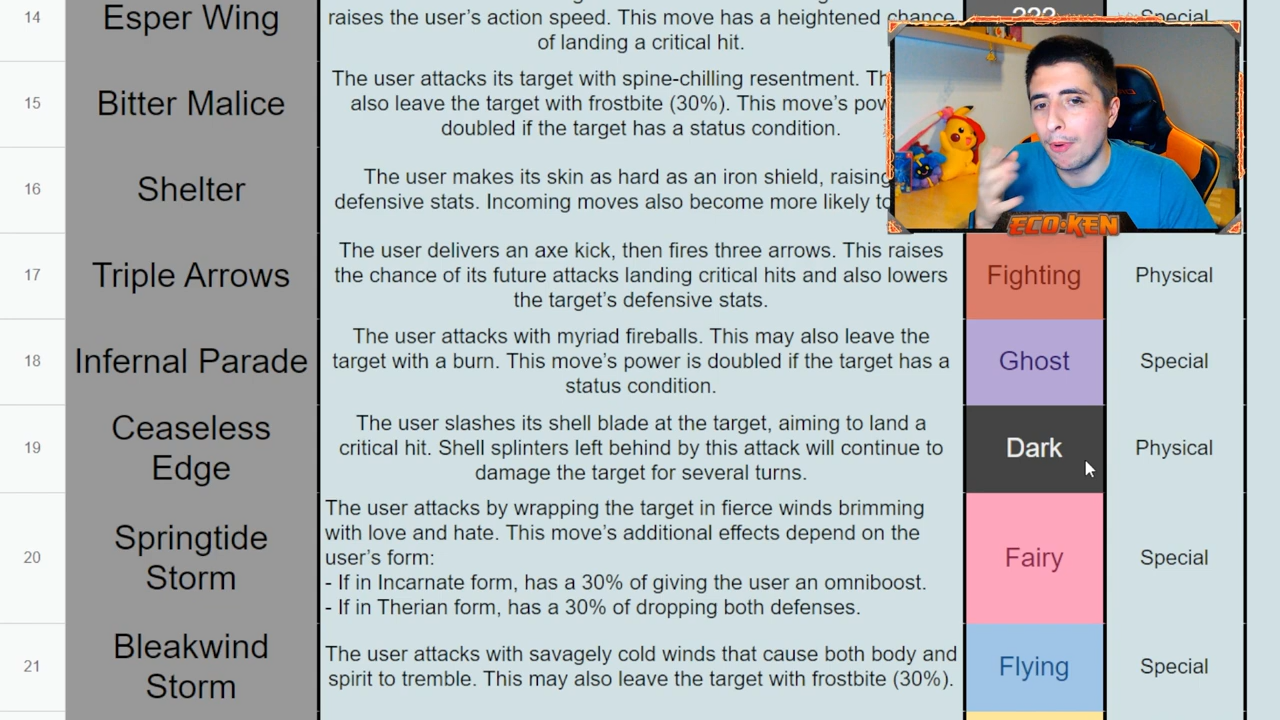 14
Esper Wing
raises the user's action speed. This move has a heightened chance
of landing a critical hit.
???
Special
15
Bitter Malice
The user attacks its target with spine-chilling resentment.
also leave the target with frostbite (30%). This move's
doubled if the target has a status condition.
16
Shelter
The user makes its skin as hard as an iron shield, raising
defensive stats. Incoming moves also become more likely to
ECO-KEN
17
Triple Arrows
The user delivers an axe kick, then fires three arrows. This raises
the chance of its future attacks landing critical hits and also lowers
the target's defensive stats.
Fighting
Physical
18
Infernal Parade
The user attacks with myriad fireballs. This may also leave the
target with a burn. This move's power is doubled if the target has a
status condition.
Ghost
Special
19
Ceaseless
Edge
The user slashes its shell blade at the target, aiming to land a
critical hit. Shell splinters left behind by this attack will continue to
damage the target for several turns.
Dark
Physical
20
Springtide
Storm
The user attacks by wrapping the target in fierce winds brimming
with love and hate. This move's additional effects depend on the
user's form:
- If in Incarnate form, has a 30% of giving the user an omniboost.
- If in Therian form, has a 30% of dropping both defenses.
Fairy
Special
21
Bleakwind
Storm
The user attacks with savagely cold winds that cause both body and
spirit to tremble. This may also leave the target with frostbite (30%).
Flying
Special